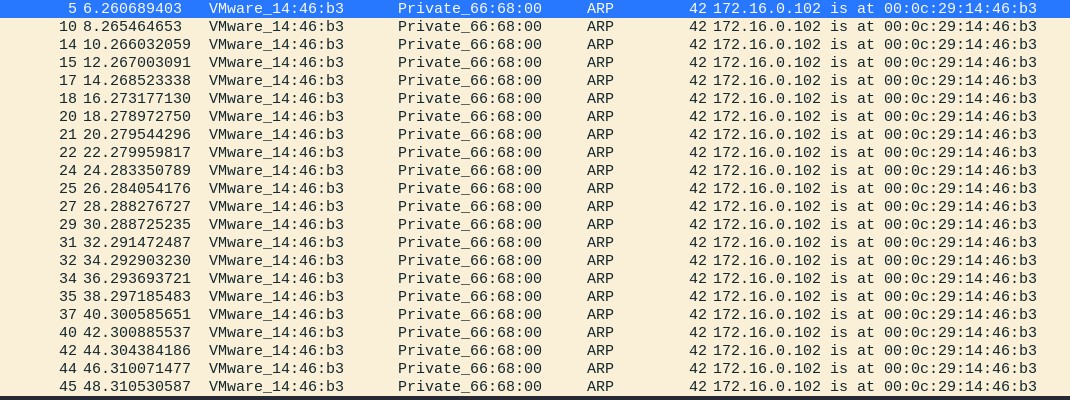 5 6.260689403 VMware_14:46:b3 Private_66:68:00 ARP 42 172.16.0.102 is at 00:0c:29:14:46:b3
10 8.265464653 VMware_14:46:b3 Private_66:68:00 ARP 42 172.16.0.102 is at 00:0c:29:14:46:b3
14 10.266032059 VMware_14:46:b3 Private_66:68:00 ARP 42 172.16.0.102 is at 00:0c:29:14:46:b3
15 12.267003091 VMware_14:46:b3 Private_66:68:00 ARP 42 172.16.0.102 is at 00:0c:29:14:46:b3
17 14.268523338 VMware_14:46:b3 Private_66:68:00 ARP 42 172.16.0.102 is at 00:0c:29:14:46:b3
18 16.273177130 VMware_14:46:b3 Private_66:68:00 ARP 42 172.16.0.102 is at 00:0c:29:14:46:b3
20 18.278972750 VMware_14:46:b3 Private_66:68:00 ARP 42 172.16.0.102 is at 00:0c:29:14:46:b3
21 20.279544296 VMware_14:46:b3 Private_66:68:00 ARP 42 172.16.0.102 is at 00:0c:29:14:46:b3
22 22.279959817 VMware_14:46:b3 Private_66:68:00 ARP 42 172.16.0.102 is at 00:0c:29:14:46:b3
24 24.283350789 VMware_14:46:b3 Private_66:68:00 ARP 42 172.16.0.102 is at 00:0c:29:14:46:b3
25 26.284054176 VMware_14:46:b3 Private_66:68:00 ARP 42 172.16.0.102 is at 00:0c:29:14:46:b3
27 28.288276727 VMware_14:46:b3 Private_66:68:00 ARP 42 172.16.0.102 is at 00:0c:29:14:46:b3
29 30.288725235 VMware_14:46:b3 Private_66:68:00 ARP 42 172.16.0.102 is at 00:0c:29:14:46:b3
31 32.291472487 VMware_14:46:b3 Private_66:68:00 ARP 42 172.16.0.102 is at 00:0c:29:14:46:b3
32 34.292903230 VMware_14:46:b3 Private_66:68:00 ARP 42 172.16.0.102 is at 00:0c:29:14:46:b3
34 36.293693721 VMware_14:46:b3 Private_66:68:00 ARP 42 172.16.0.102 is at 00:0c:29:14:46:b3
35 38.297185483 VMware_14:46:b3 Private_66:68:00 ARP 42 172.16.0.102 is at 00:0c:29:14:46:b3
37 40.300585651 VMware_14:46:b3 Private_66:68:00 ARP 42 172.16.0.102 is at 00:0c:29:14:46:b3
40 42.300885537 VMware_14:46:b3 Private_66:68:00 ARP 42 172.16.0.102 is at 00:0c:29:14:46:b3
42 44.304384186 VMware_14:46:b3 Private_66:68:00 ARP 42 172.16.0.102 is at 00:0c:29:14:46:b3
44 46.310071477 VMware_14:46:b3 Private_66:68:00 ARP 42 172.16.0.102 is at 00:0c:29:14:46:b3
45 48.310530587 VMware_14:46:b3 Private_66:68:00 ARP 42 172.16.0.102 is at 00:0c:29:14:46:b3